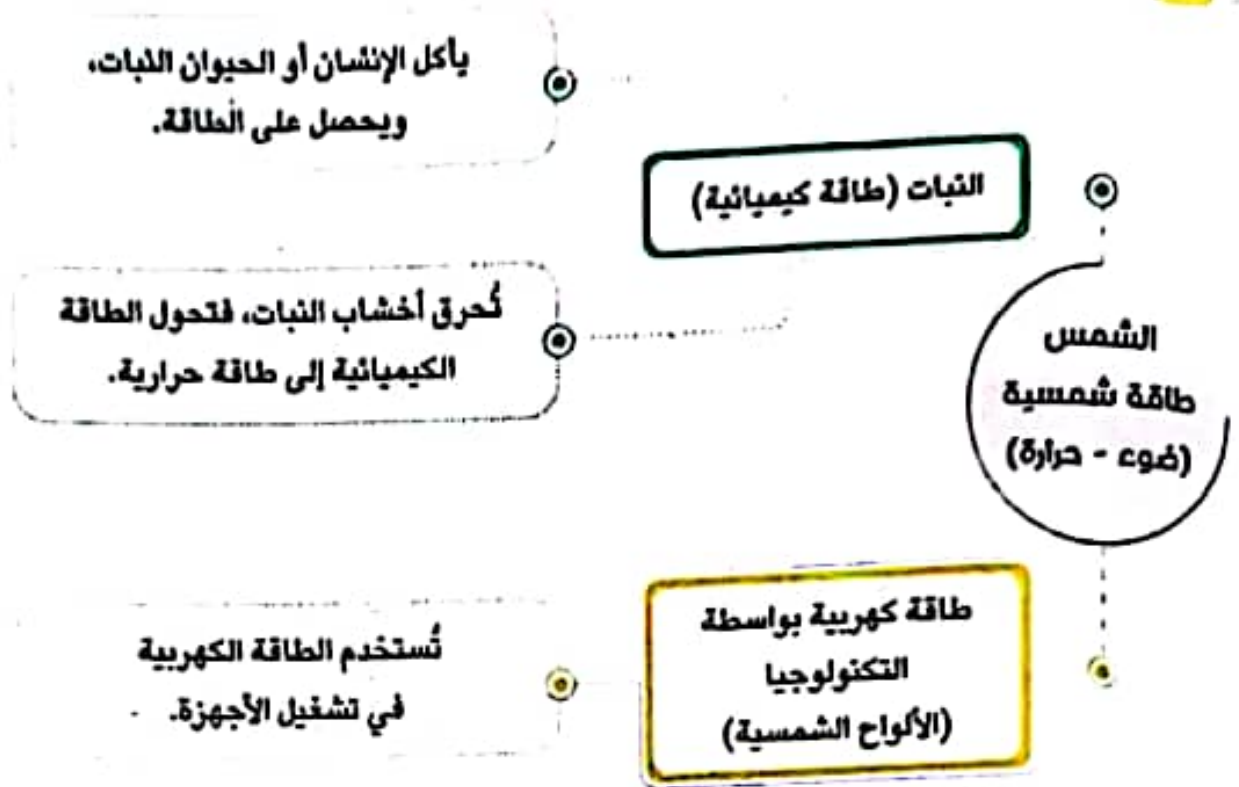 الشمس
طاقة شمسية
(ضوء - حرارة)
النبات (طاقة كيميائية)
يأكل الإنسان أو الحيوان النبات،
ويحصل على الطاقة.
تُحرق أخشاب النبات، فتحول الطاقة
الكيميائية إلى طاقة حرارية.
طاقة كهربية بواسطة
التكنولوجيا
(الألواح الشمسية)
تُستخدم الطاقة الكهربية
في تشغيل الأجهزة.